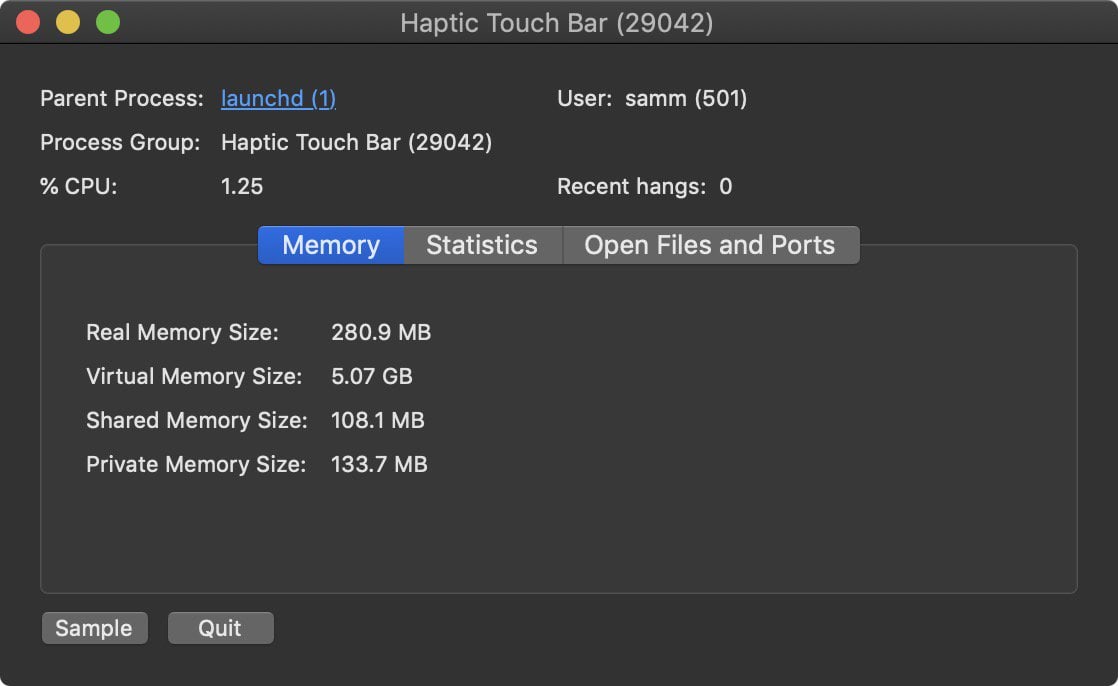 Haptic Touch Bar (29042)
Parent Process: launchd (1) User: samm (501)
Process Group: Haptic Touch Bar (29042)
% CPU: 1.25 Recent hangs: 0
Memory Statistics Open Files and Ports
Real Memory Size: 280.9 MB
Virtual Memory Size: 5.07 GB
Shared Memory Size: 108.1 MB
Private Memory Size: 133.7 MB
Sample Quit